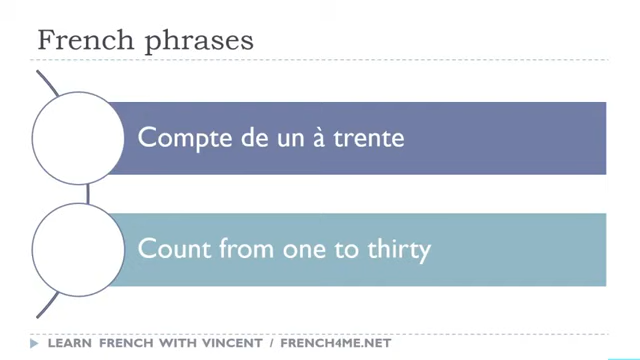 French phrases
Compte de un à trente
Count from one to thirty
LEARN FRENCH WITH VINCENT / FRENCH4ME.NET